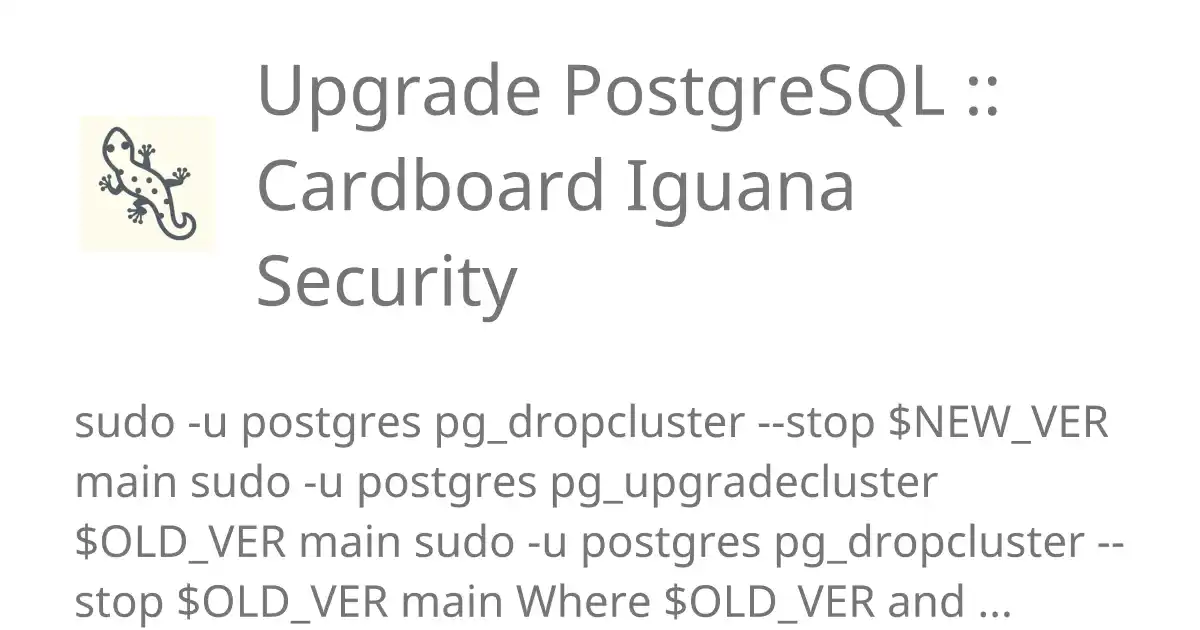 Upgrade PostgreSQL ::
Cardboard Iguana
Security
sudo -u postgres pg_dropcluster --stop $NEW_VER
main sudo -u postgres pg_upgradecluster
$OLD_VER main sudo -u postgres pg_dropcluster --
stop $OLD_VER main Where $OLD_VER and ...